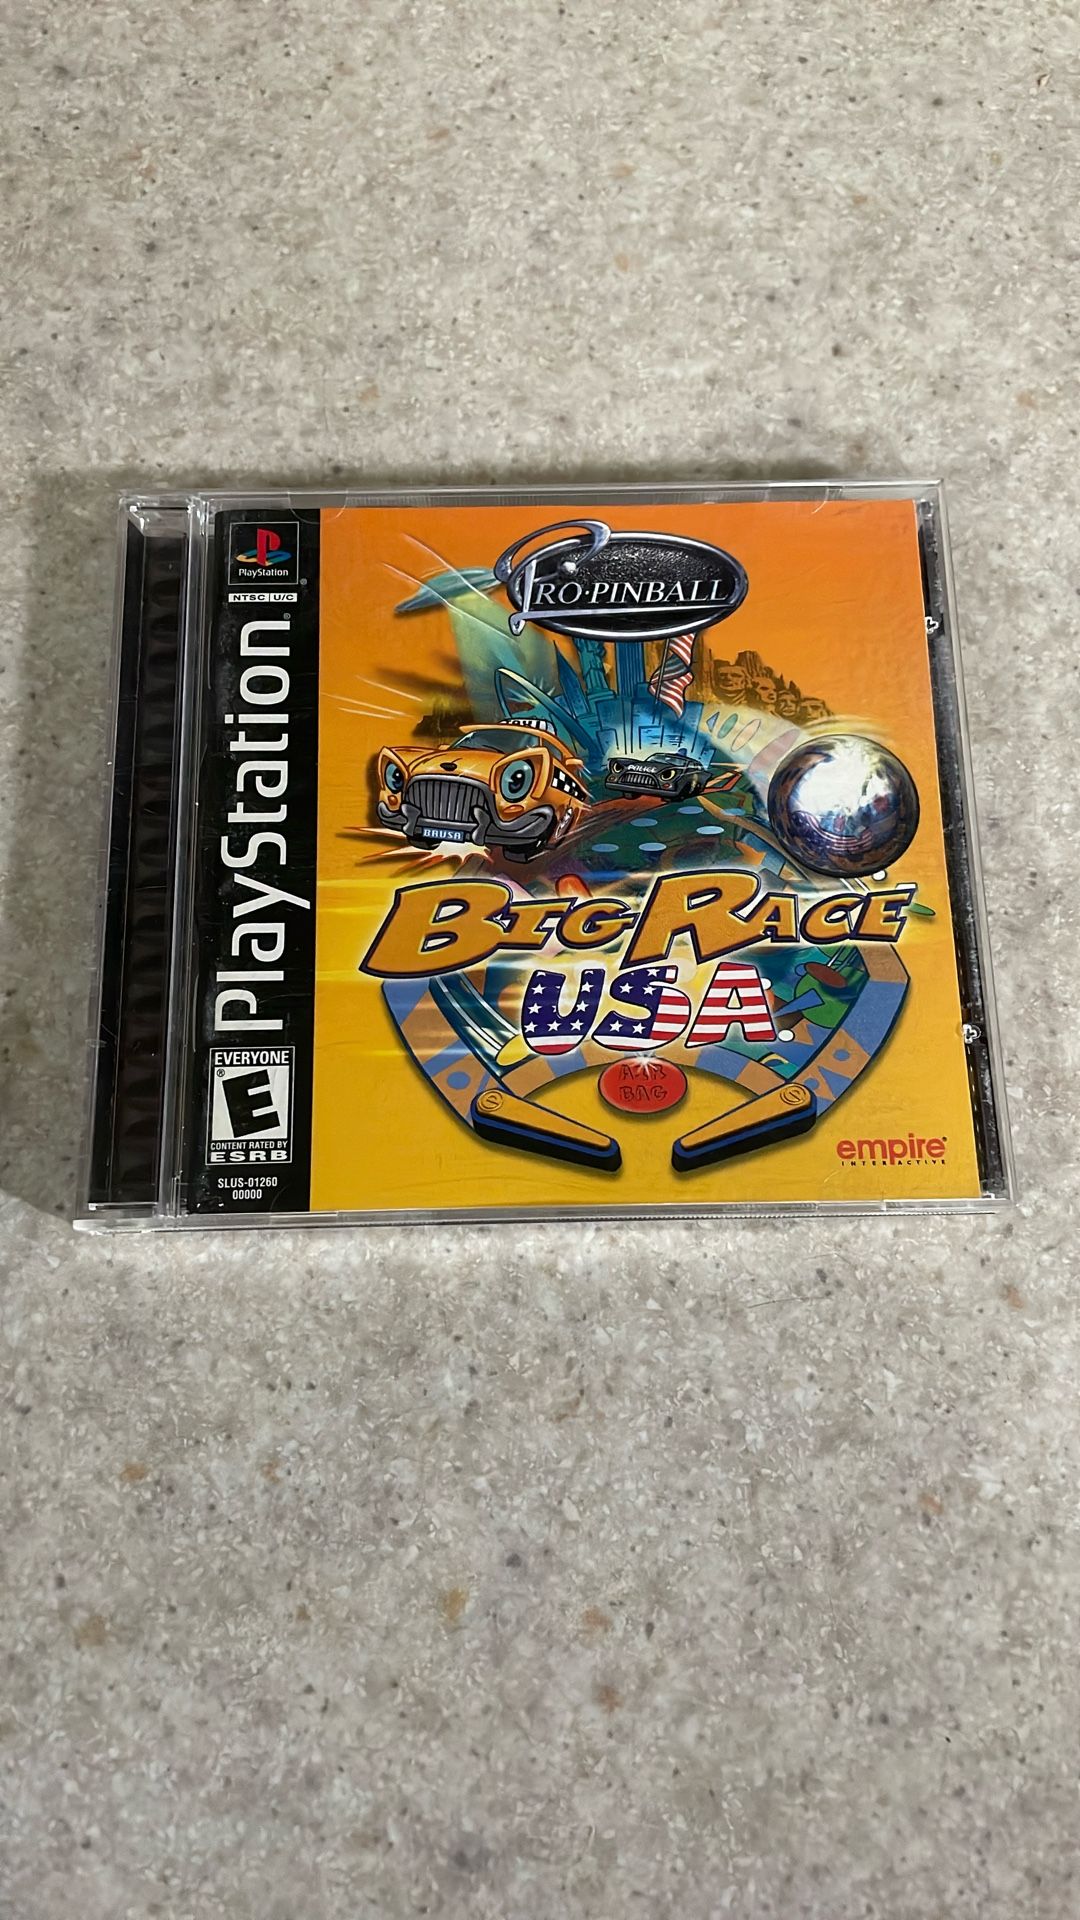 PlayStation
NTSC U/C
PlayStation
EVERYONE
E
CONTENT RATED BY
ESRB
SLUS-01260
00000
PRO·PINBALL
TAXI
POLICE
BRUSA
BIG RACE
USA
AIR
BAG
empire
INTERACTIVE